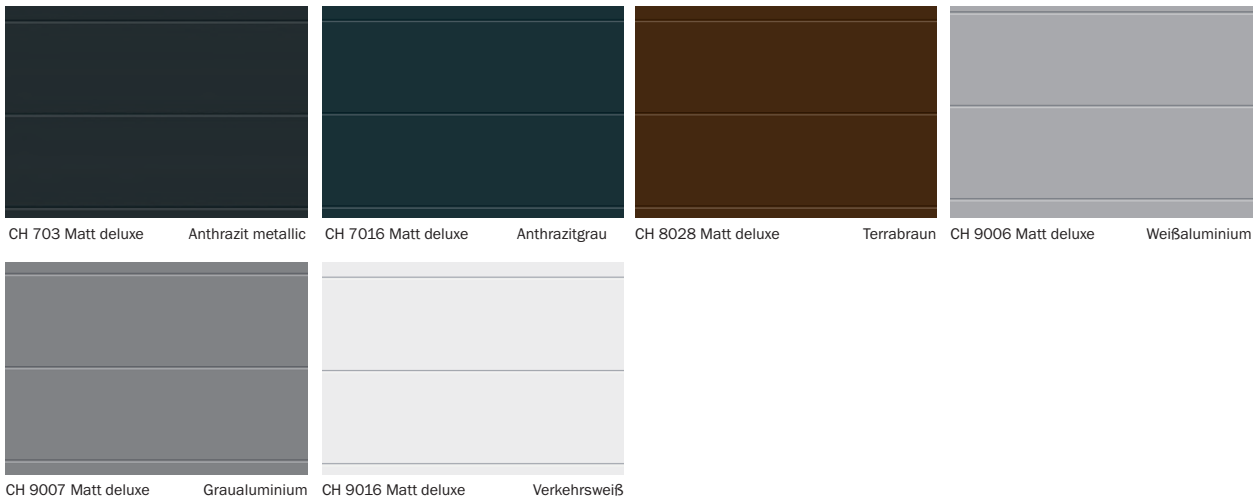 CH 703 Matt deluxe Anthrazit metallic
CH 7016 Matt deluxe Anthrazitgrau
CH 8028 Matt deluxe Terrabraun
CH 9006 Matt deluxe Weißaluminium
CH 9007 Matt deluxe Graualuminium
CH 9016 Matt deluxe Verkehrsweiß